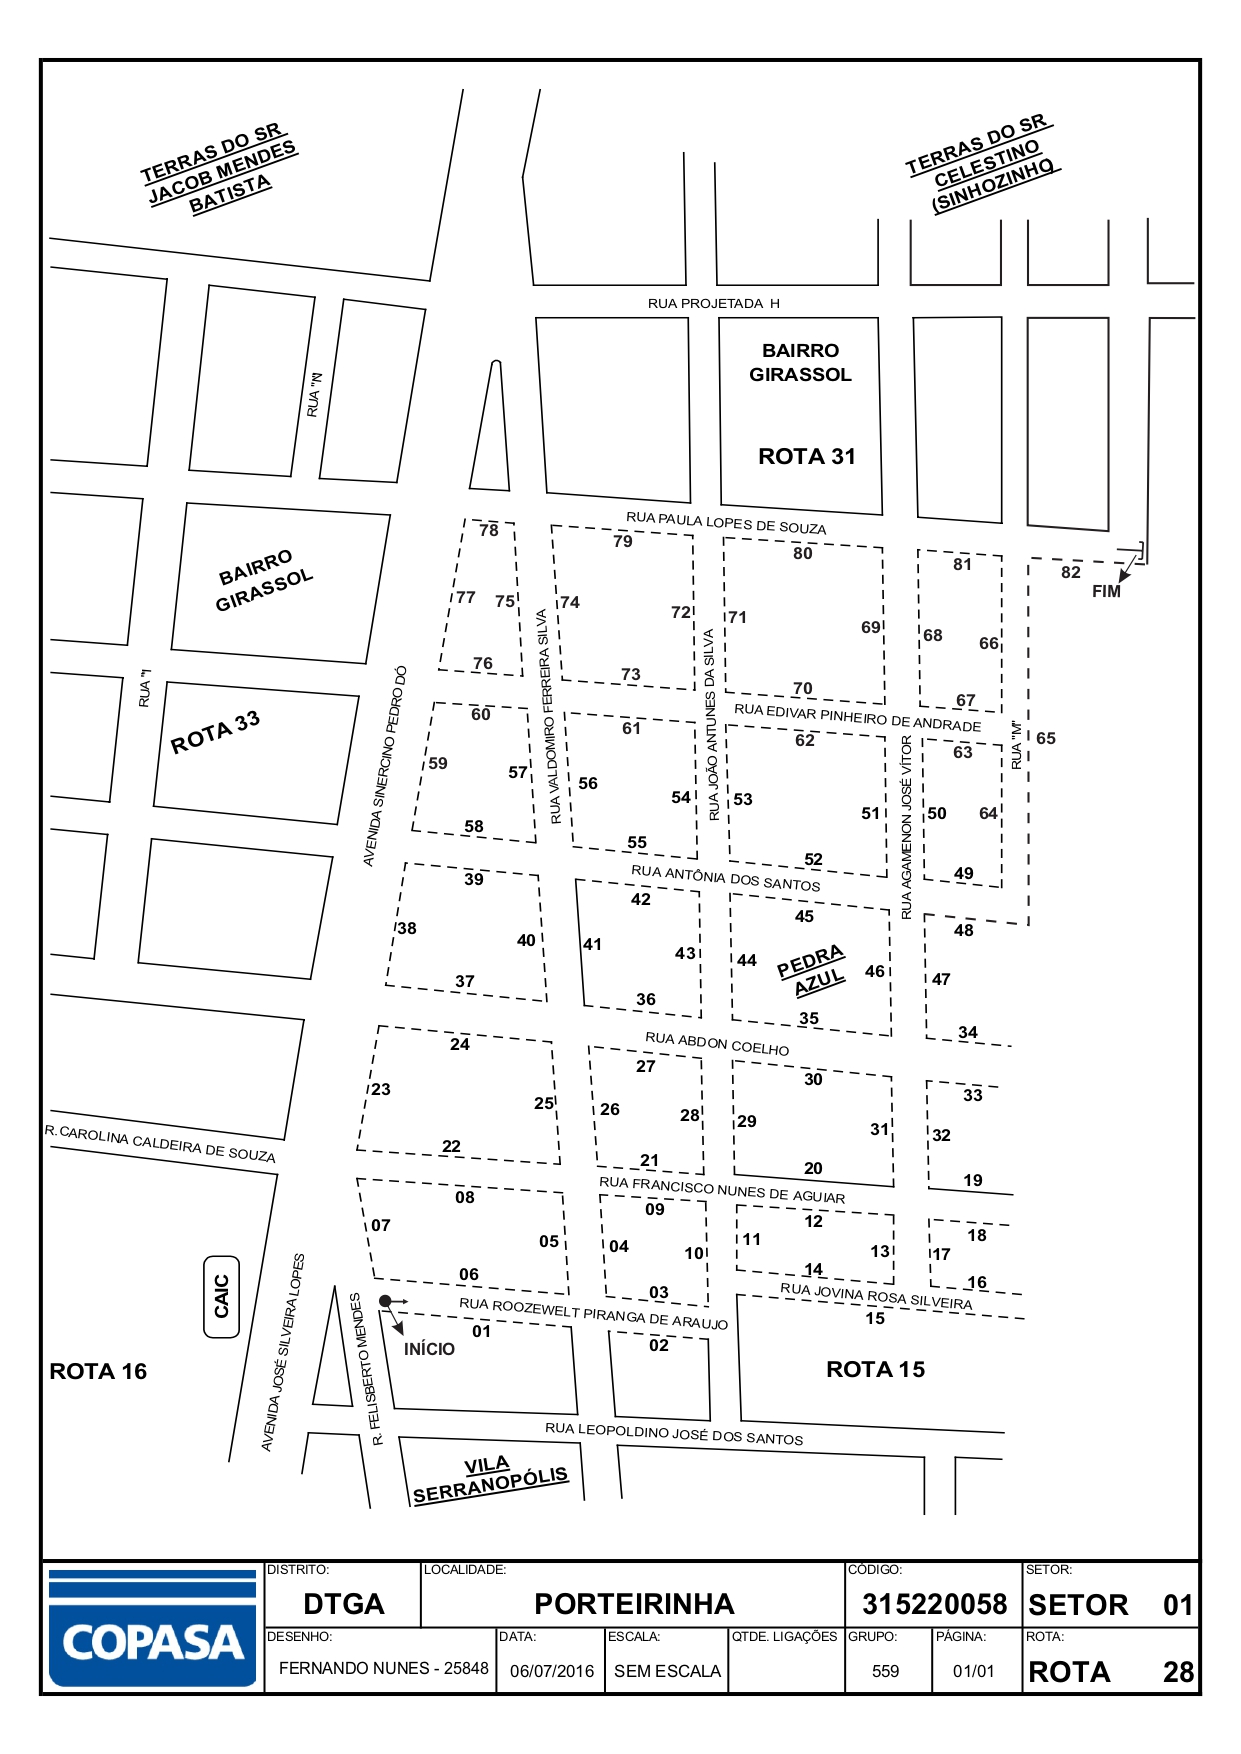 TERRAS DO SR
JACOB MENDES
BATISTA
TERRAS DO SR
CELESTINO
(SINHOZINHO
RUA PROJETADA H
BAIRRO
GIRASSOL
RUA "N'
ROTA 31
RUA PAULA LOPES DE SOUZA
78
79
80
81
82
FIM
BAIRRO
GIRASSOL
77
75
74
72
71
69
68
66
76
73
70
67
RUA "I
RUA VALDOMIRO FERREIRA SILVA
RUA JOÃO ANTUNES DA SILVA
RUA EDIVAR PINHEIRO DE ANDRADE
ROTA 33
AVENIDA SINERCINO PEDRO DÓ
60
61
62
63
RUA "M"
65
59
57
56
54
53
51
50
64
RUA AGAMENON JOSÉ VÍTOR
58
55
52
49
RUA ANTÔNIA DOS SANTOS
39
42
45
48
38
40
41
43
44
PEDRA
AZUL
46
47
37
36
35
34
RUA ABDON COELHO
24
27
30
33
23
25
26
28
29
31
32
22
21
20
19
R.CAROLINA CALDEIRA DE SOUZA
RUA FRANCISCO NUNES DE AGUIAR
08
09
12
18
07
05
04
10
11
13
17
06
03
14
16
CAIC
AVENIDA JOSÉ SILVEIRA LOPES
R. FELISBERTO MENDES
RUA ROOZEWELT PIRANGA DE ARAUJO
RUA JOVINA ROSA SILVEIRA
01
02
15
INÍCIO
ROTA 16
ROTA 15
RUA LEOPOLDINO JOSÉ DOS SANTOS
VILA
SERRANOPÓLIS
COPASA
DISTRITO:
DTGA
LOCALIDADE:
PORTEIRINHA
CÓDIGO:
315220058
SETOR:
SETOR 01
DESENHO:
FERNANDO NUNES - 25848
DATA:
06/07/2016
ESCALA:
SEM ESCALA
QTDE. LIGAÇÕES
GRUPO:
559
PÁGINA:
01/01
ROTA:
ROTA 28